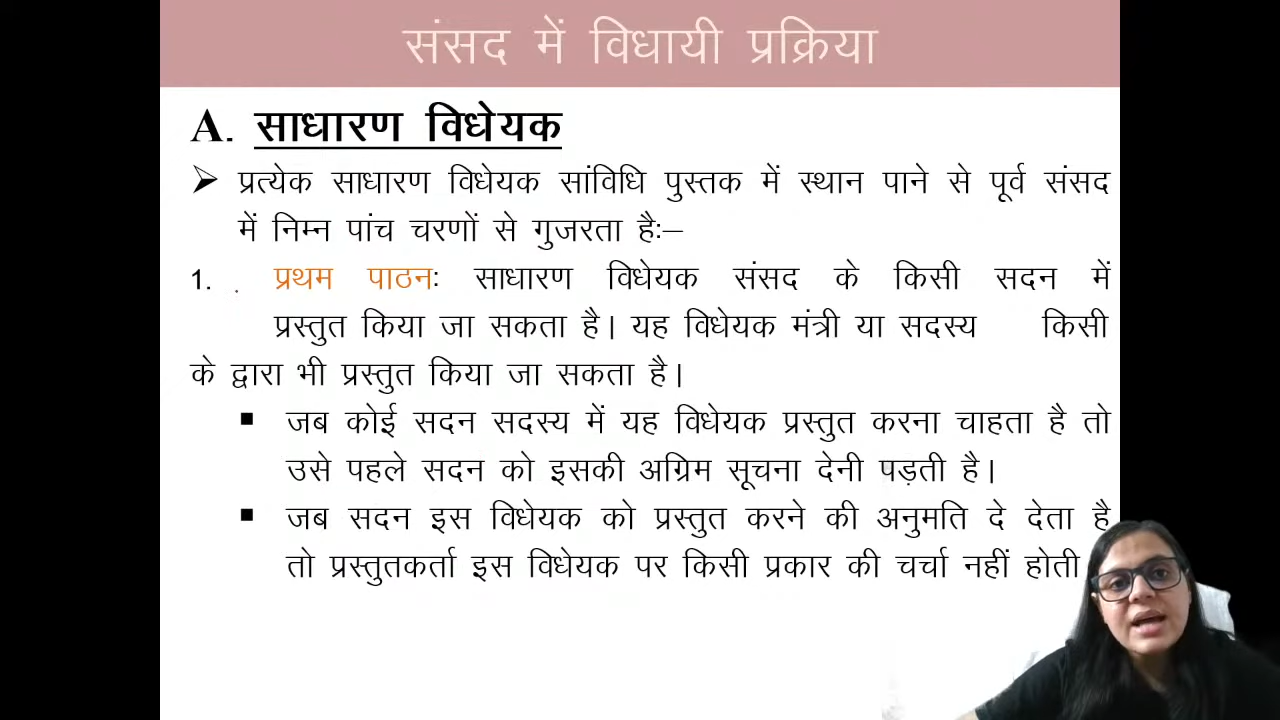 संसद में विधायी प्रक्रिया
A. साधारण विधेयक
➢ प्रत्येक साधारण विधेयक सांविधि पुस्तक में स्थान पाने से पूर्व संसद
में निम्न पांच चरणों से गुजरता हैः–
1. प्रथम पाठनः साधारण विधेयक संसद के किसी सदन में
प्रस्तुत किया जा सकता है। यह विधेयक मंत्री या सदस्य किसी
के द्वारा भी प्रस्तुत किया जा सकता है।
▪ जब कोई सदन सदस्य में यह विधेयक प्रस्तुत करना चाहता है तो
उसे पहले सदन को इसकी अग्रिम सूचना देनी पड़ती है।
▪ जब सदन इस विधेयक को प्रस्तुत करने की अनुमति दे देता है
तो प्रस्तुतकर्ता इस विधेयक पर किसी प्रकार की चर्चा नहीं होती